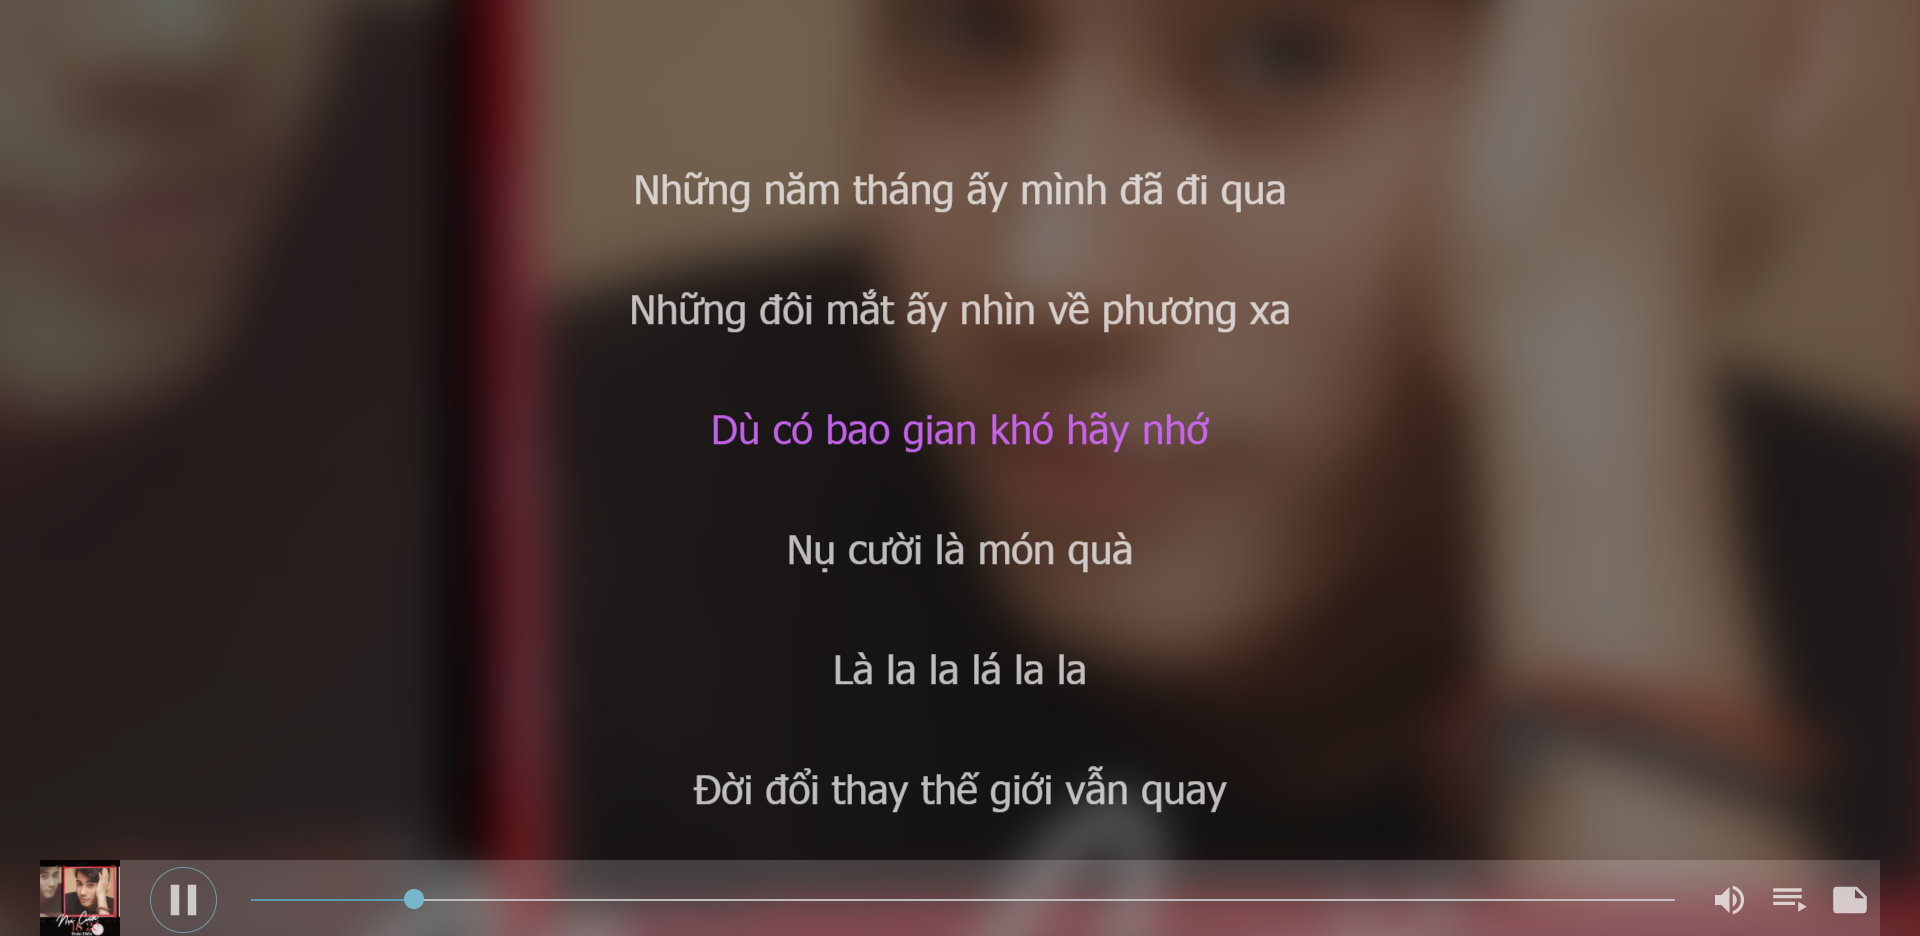 Những năm tháng ấy mình đã đi qua
Những đôi mắt ấy nhìn về phương xa
Dù có bao gian khó hãy nhớ
Nụ cười là món quà
Là la la lá la la
Đời đổi thay thế giới vẫn quay